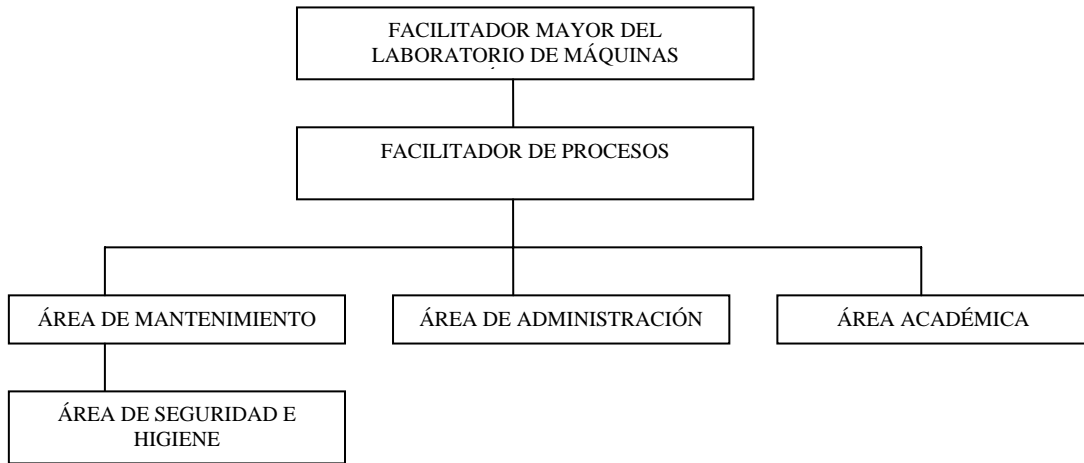 FACILITADOR MAYOR DEL
LABORATORIO DE MÁQUINAS
FACILITADOR DE PROCESOS
ÁREA DE MANTENIMIENTO
ÁREA DE ADMINISTRACIÓN
ÁREA ACADÉMICA
ÁREA DE SEGURIDAD E
HIGIENE